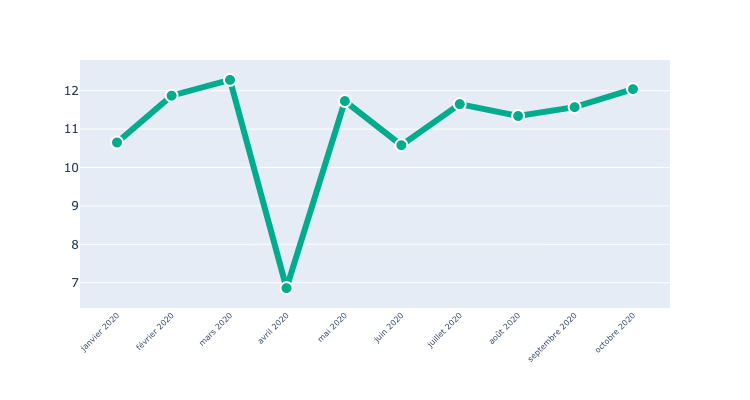 12
11
10
9
8
7
janvier 2020
février 2020
mars 2020
avril 2020
mai 2020
juin 2020
juillet 2020
août 2020
septembre 2020
octobre 2020